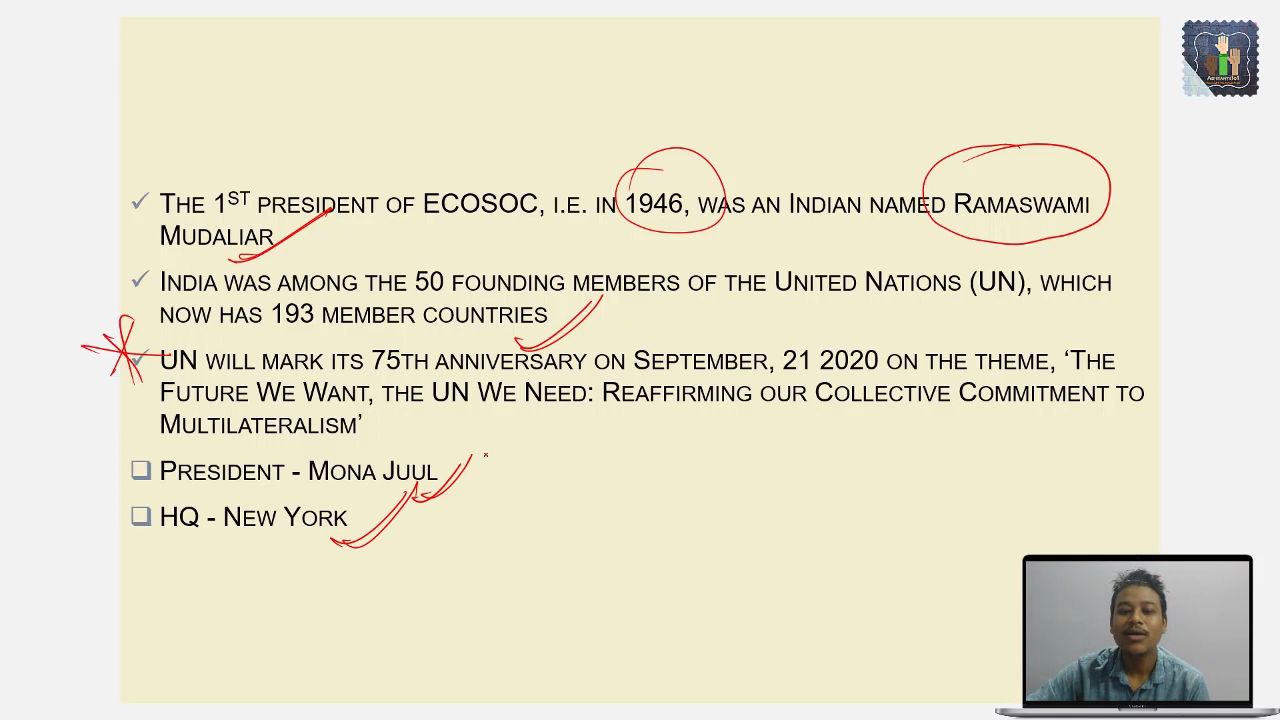 THE 1ST PRESIDENT OF ECOSOC, I.E. IN 1946, WAS AN INDIAN NAMED RAMASWAMI
MUDALIAR
INDIA WAS AMONG THE 50 FOUNDING MEMBERS OF THE UNITED NATIONS (UN), WHICH
NOW HAS 193 MEMBER COUNTRIES
UN WILL MARK ITS 75TH ANNIVERSARY ON SEPTEMBER, 21 2020 ON THE THEME, ‘THE
FUTURE WE WANT, THE UN WE NEED: REAFFIRMING OUR COLLECTIVE COMMITMENT TO
MULTILATERALISM’
PRESIDENT - MONA JUUL
HQ - NEW YORK